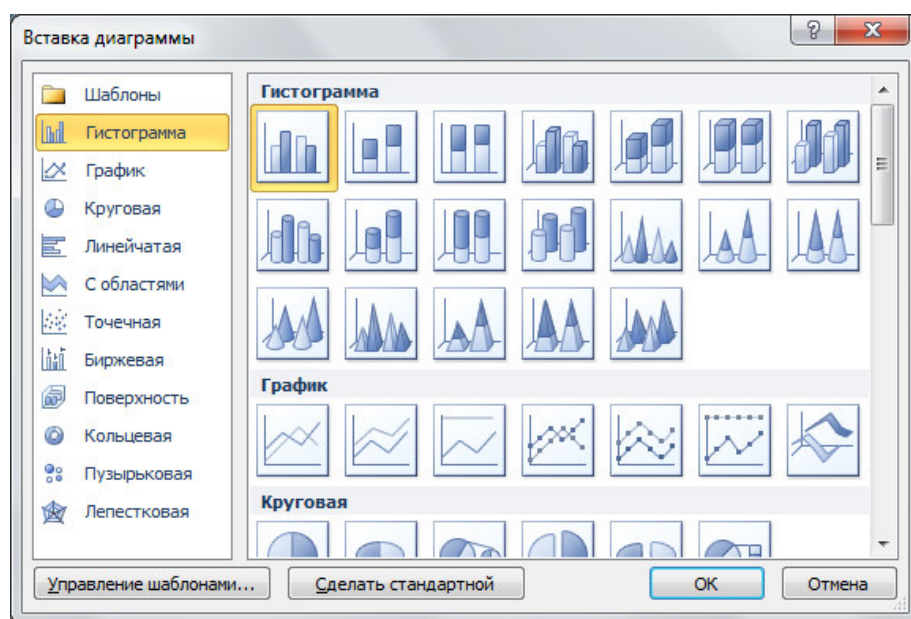 Вставка диаграммы
Шаблоны
Гистограмма
График
Круговая
Линейчатая
С областями
Точечная
Биржевая
Поверхность
Кольцевая
Пузырьковая
Лепестковая
Гистограмма
График
Круговая
Управление шаблонами...
Сделать стандартной
ОК
Отмена